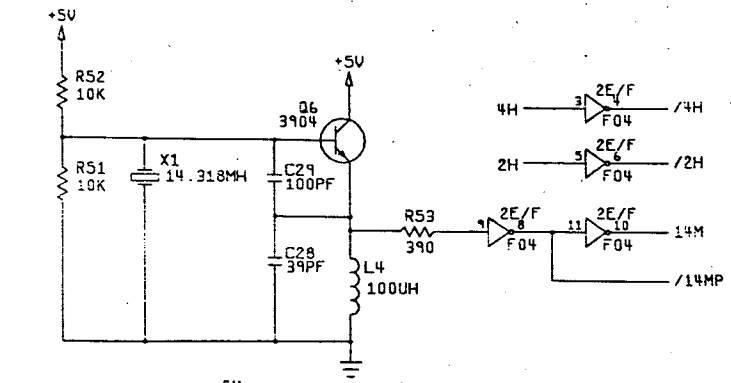 +5V
R52
10K
+5V
Q6
3904
2E/F
4H 3 4 /4H
F04
2E/F
2H 5 6 /2H
F04
R51
10K
X1
14.318MH
C29
100PF
R53
390
2E/F
9 8
F04
2E/F
11 10 14M
F04
C28
39PF
L4
100UH
/14MP